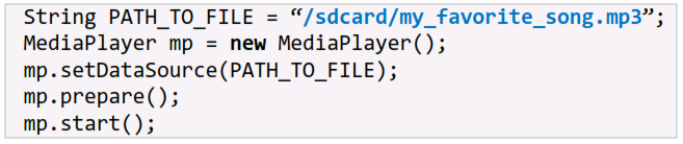 String PATH_TO_FILE = “/sdcard/my_favorite_song.mp3”;
MediaPlayer mp = new MediaPlayer();
mp.setDataSource(PATH_TO_FILE);
mp.prepare();
mp.start();